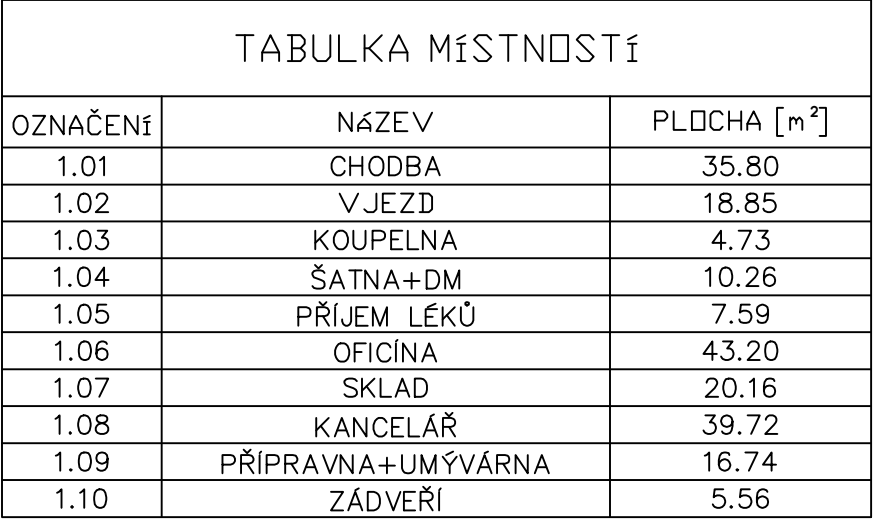 TABULKA MíSTNOSTí
OZNAČENí NáZEV PLOCHA [m²]
1.01 CHODBA 35.80
1.02 VJEZD 18.85
1.03 KOUPELNA 4.73
1.04 ŠATNA+DM 10.26
1.05 PŘÍJEM LÉKŮ 7.59
1.06 OFICÍNA 43.20
1.07 SKLAD 20.16
1.08 KANCELÁŘ 39.72
1.09 PŘÍPRAVNA+UMÝVÁRNA 16.74
1.10 ZÁDVEŘÍ 5.56